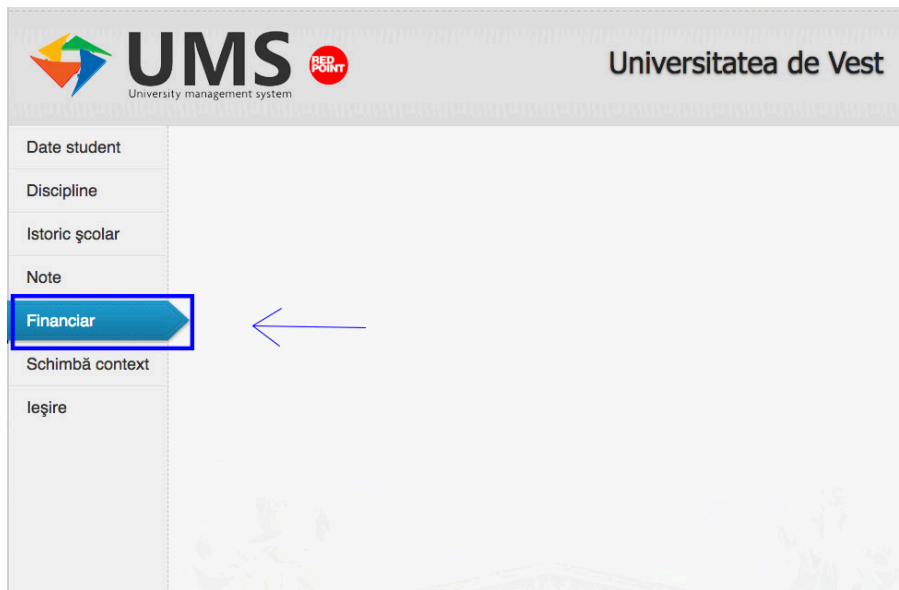 UMS
University management system
RED
POINT
Universitatea de Vest
Date student
Discipline
Istoric şcolar
Note
Financiar
Schimbă context
Ieşire